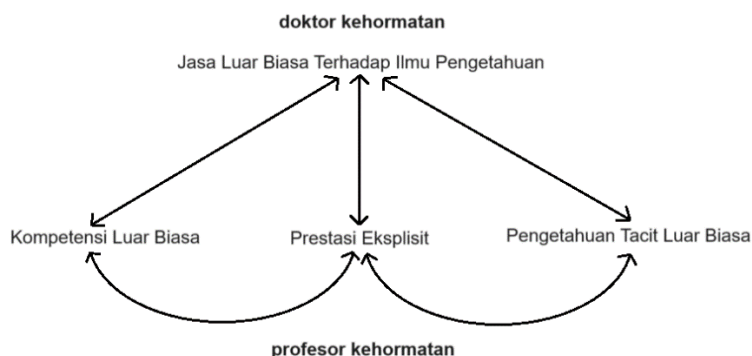 doktor kehormatan
Jasa Luar Biasa Terhadap Ilmu Pengetahuan
Kompetensi Luar Biasa
Prestasi Eksplisit
Pengetahuan Tacit Luar Biasa
profesor kehormatan